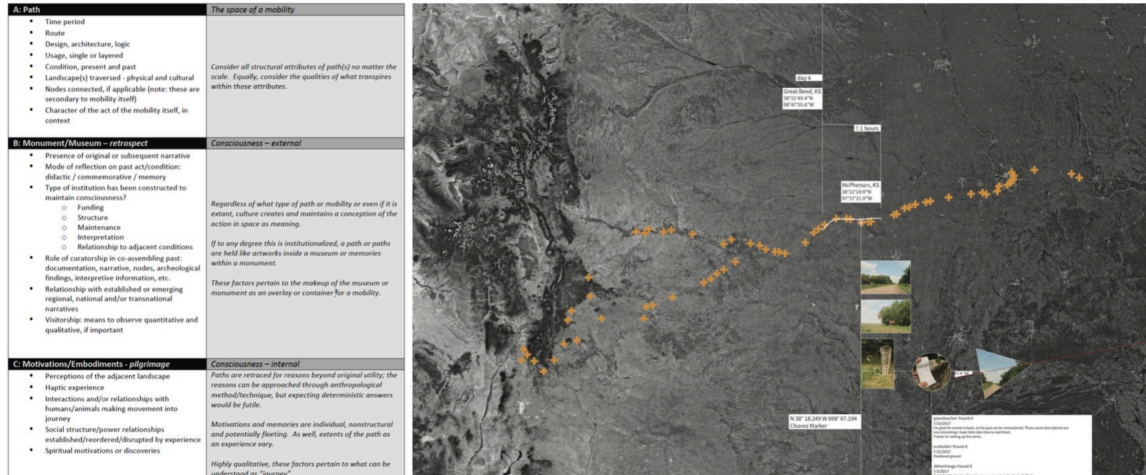 A: Path
The space of a mobility
• Time period
• Route
• Design, architecture, logic
• Usage, single or layered
• Condition, present and past
• Landscape(s) traversed - physical and cultural
• Nodes connected, if applicable (note: these are
secondary to mobility itself)
• Character of the act of the mobility itself, in
context
Consider all structural attributes of path(s) no matter the
scale. Equally, consider the qualities of what transpires
within those attributes.
B: Monument/Museum – retrospect
Consciousness – external
• Presence of original or subsequent narrative
• Mode of reflection on past act/condition:
didactic / commemorative / memory
• Type of institution has been constructed to
maintain consciousness?
○ Funding
○ Structure
○ Maintenance
○ Interpretation
○ Relationship to adjacent conditions
• Role of curatorship in co-assembling past:
documentation, narrative, nodes, archeological
findings, interpretive information, etc.
• Relationship with established or emerging
regional, national and/or transnational
narratives
• Visitorship: means to observe quantitative and
qualitative, if important
Regardless of what type of path or mobility or even if it is
extant, culture creates and maintains a conception of the
action in space as meaning.
If to any degree this is institutionalized, a path or paths
are held like artworks inside a museum or memories
within a monument.
These factors pertain to the makeup of the museum or
monument as an overlay or container for a mobility.
C: Motivations/Embodiments - pilgrimage
Consciousness – internal
• Perceptions of the adjacent landscape
• Haptic experience
• Interactions and/or relationships with
humans/animals making movement into
journey
• Social structure/power relationships
established/reordered/disrupted by experience
• Spiritual motivations or discoveries
Paths are retraced for reasons beyond original utility; the
reasons can be approached through anthropological
method/technique, but expecting deterministic answers
would be futile.
Motivations and memories are individual, nonstructural
and potentially fleeting. As well, extents of the path as
an experience vary.
Highly qualitative, these factors pertain to what can be
understood as "journey"
day 4
Great Bend, KS
7.1 hours
McPherson, KS
N 38° 18.249 W 098° 07.194
Chavez Marker